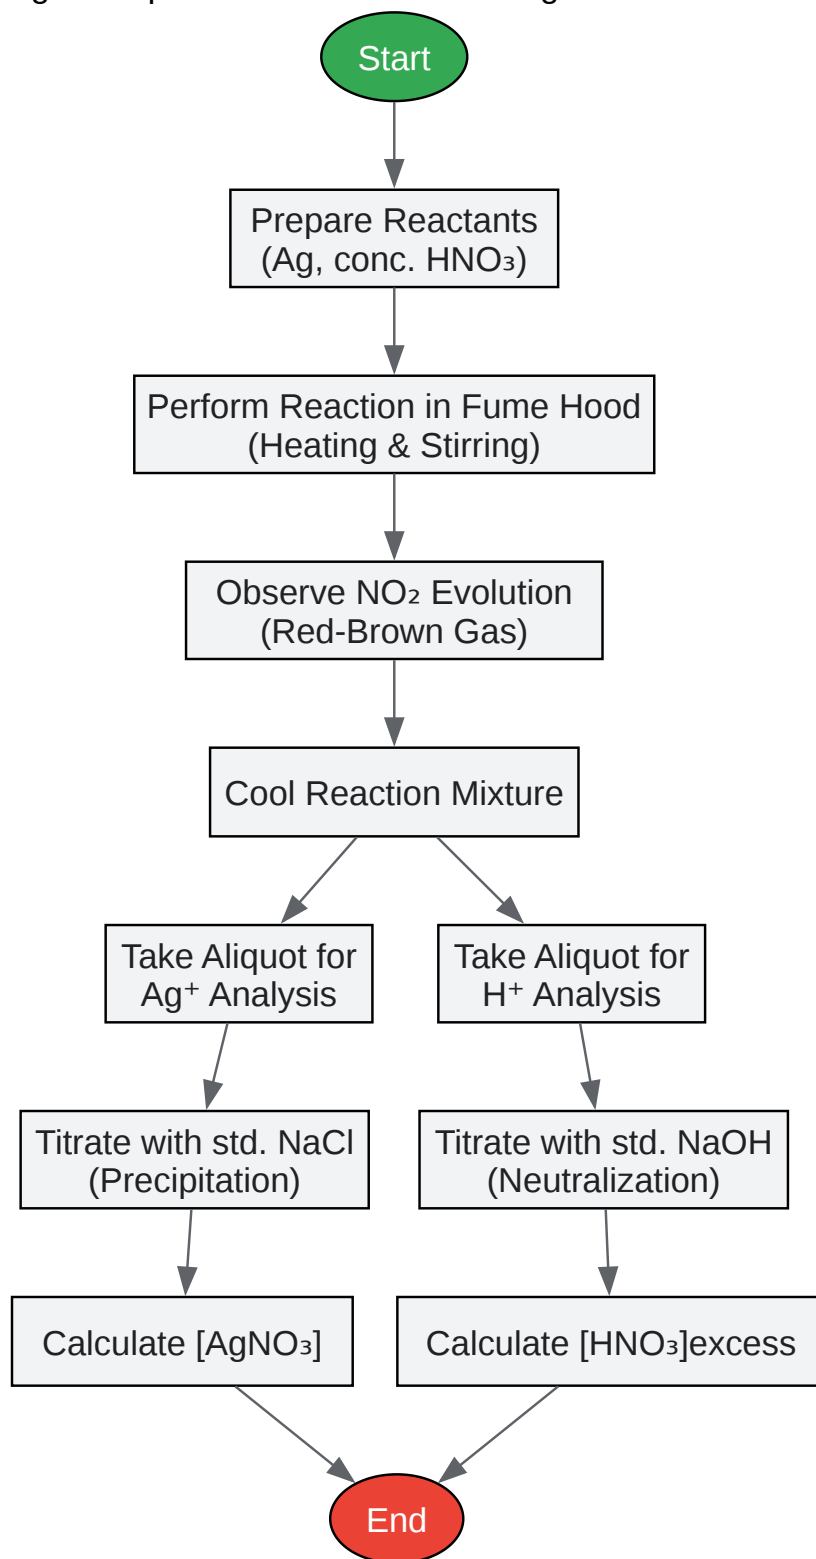 Start
Prepare Reactants
(Ag, conc. HNO₃)
Perform Reaction in Fume Hood
(Heating & Stirring)
Observe NO₂ Evolution
(Red-Brown Gas)
Cool Reaction Mixture
Take Aliquot for
Ag⁺ Analysis
Take Aliquot for
H⁺ Analysis
Titrate with std. NaCl
(Precipitation)
Titrate with std. NaOH
(Neutralization)
Calculate [AgNO₃]
Calculate [HNO₃]excess
End